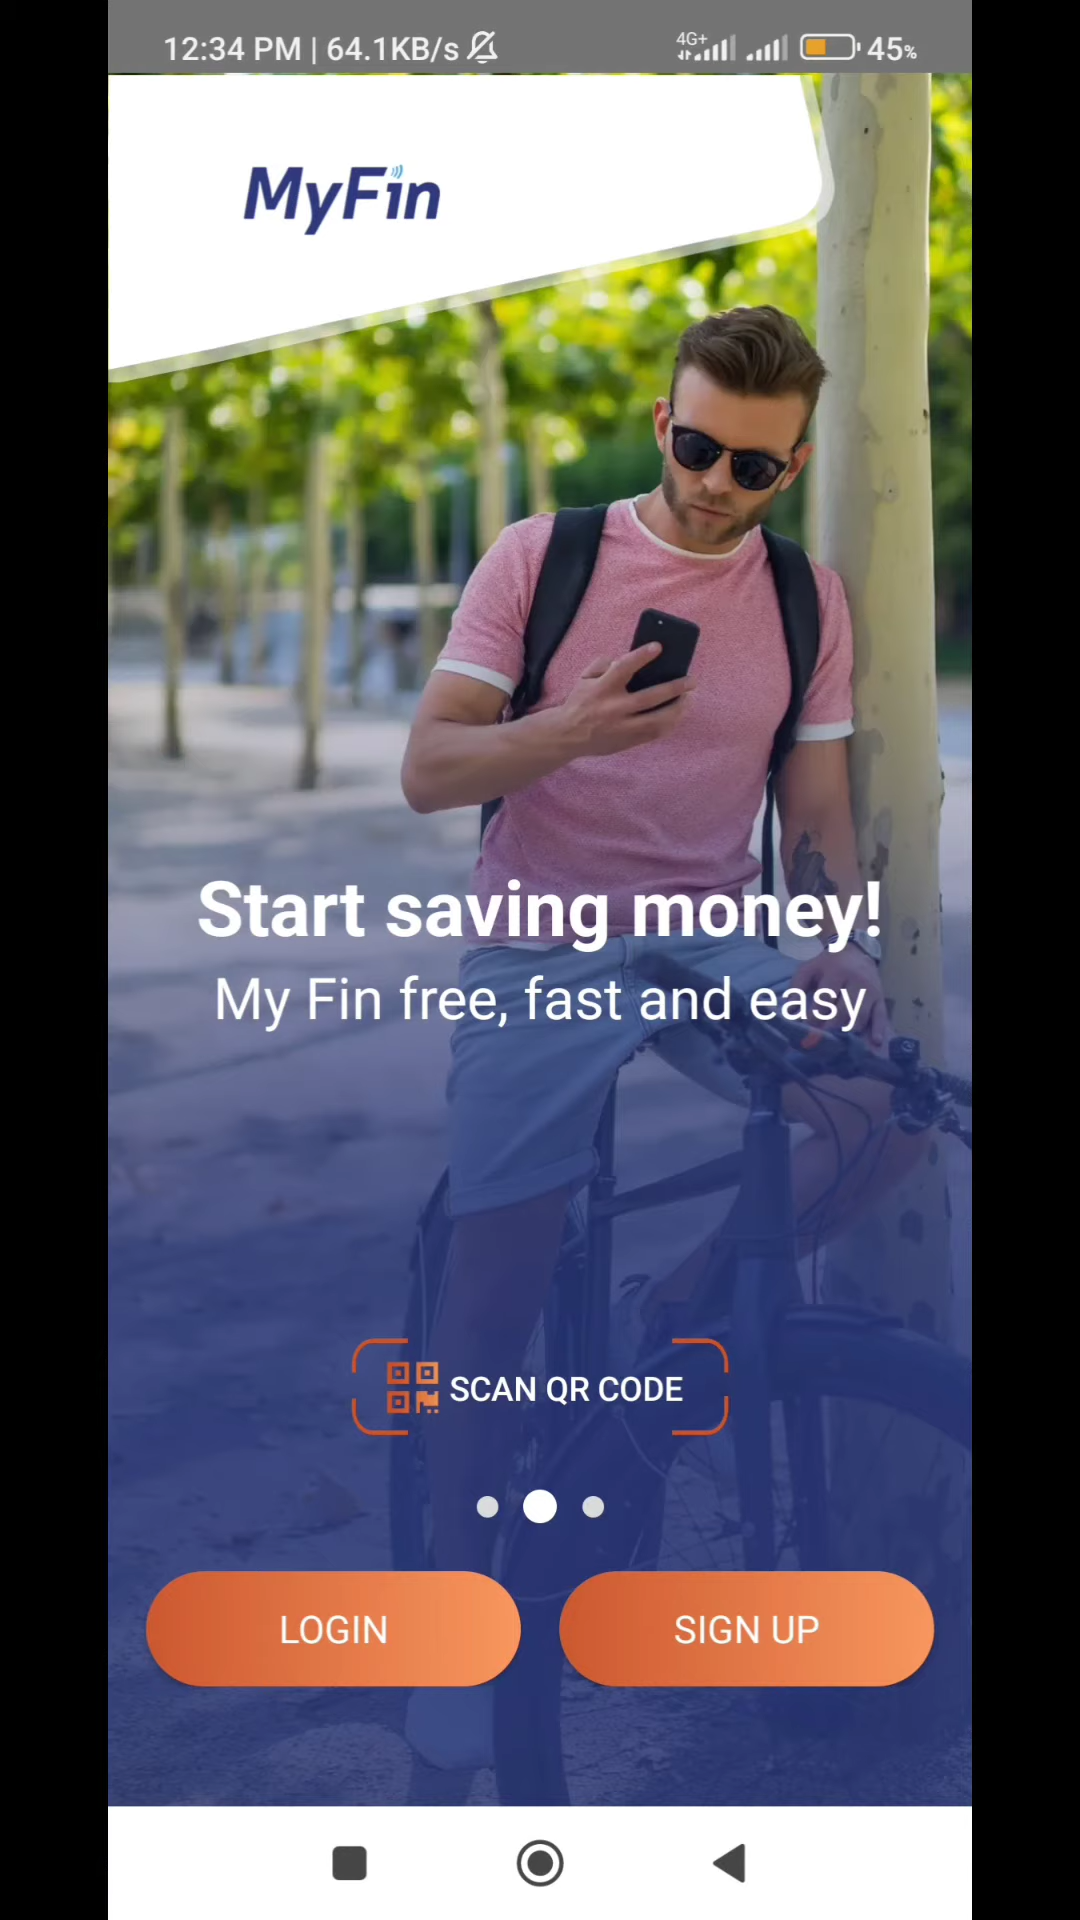 12:34 PM | 64.1KB/s 4G+ 45%
MyFin
Start saving money!
My Fin free, fast and easy
SCAN QR CODE
LOGIN SIGN UP